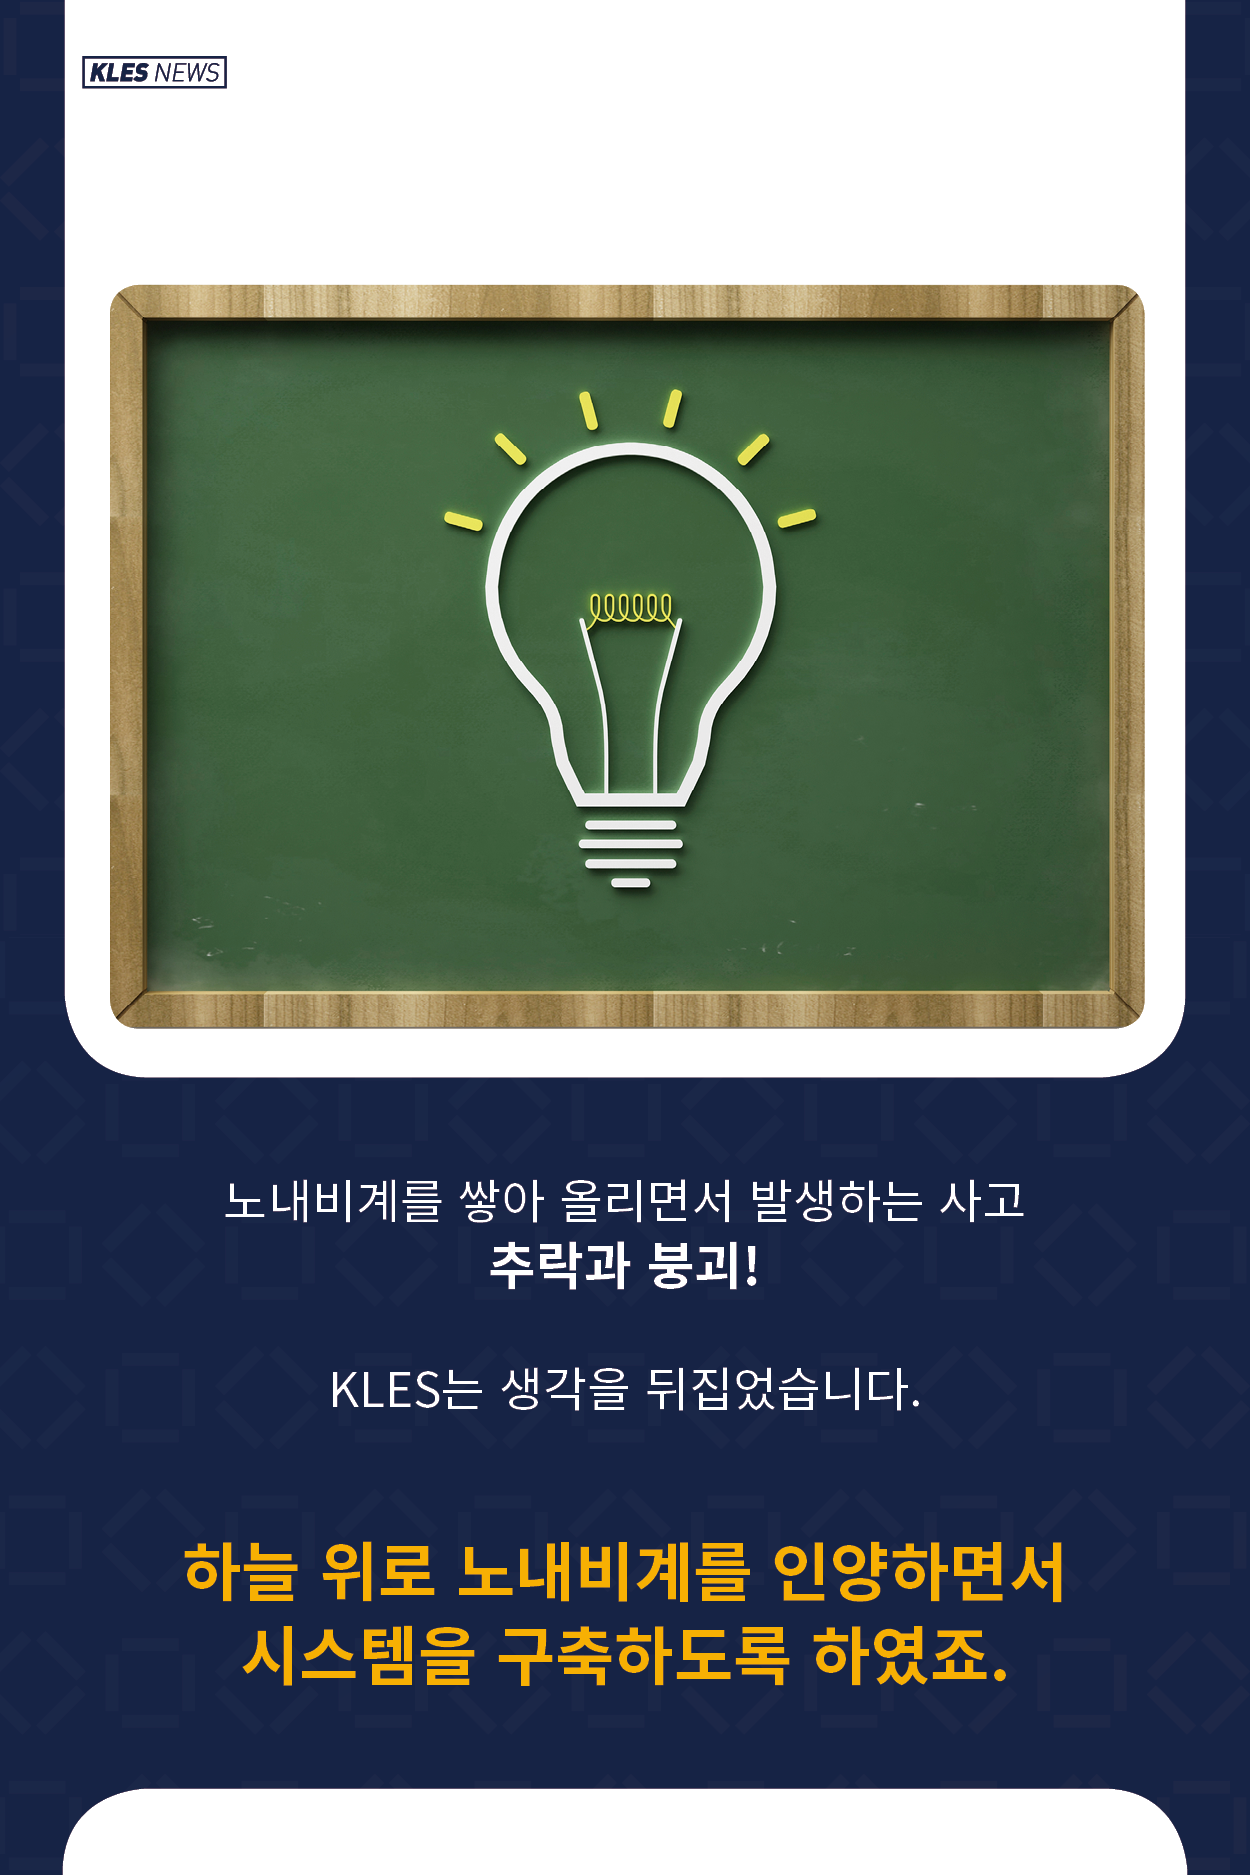 KLES NEWS
노내비계를 쌓아 올리면서 발생하는 사고
추락과 붕괴!
KLES는 생각을 뒤집었습니다.
하늘 위로 노내비계를 인양하면서
시스템을 구축하도록 하였죠.